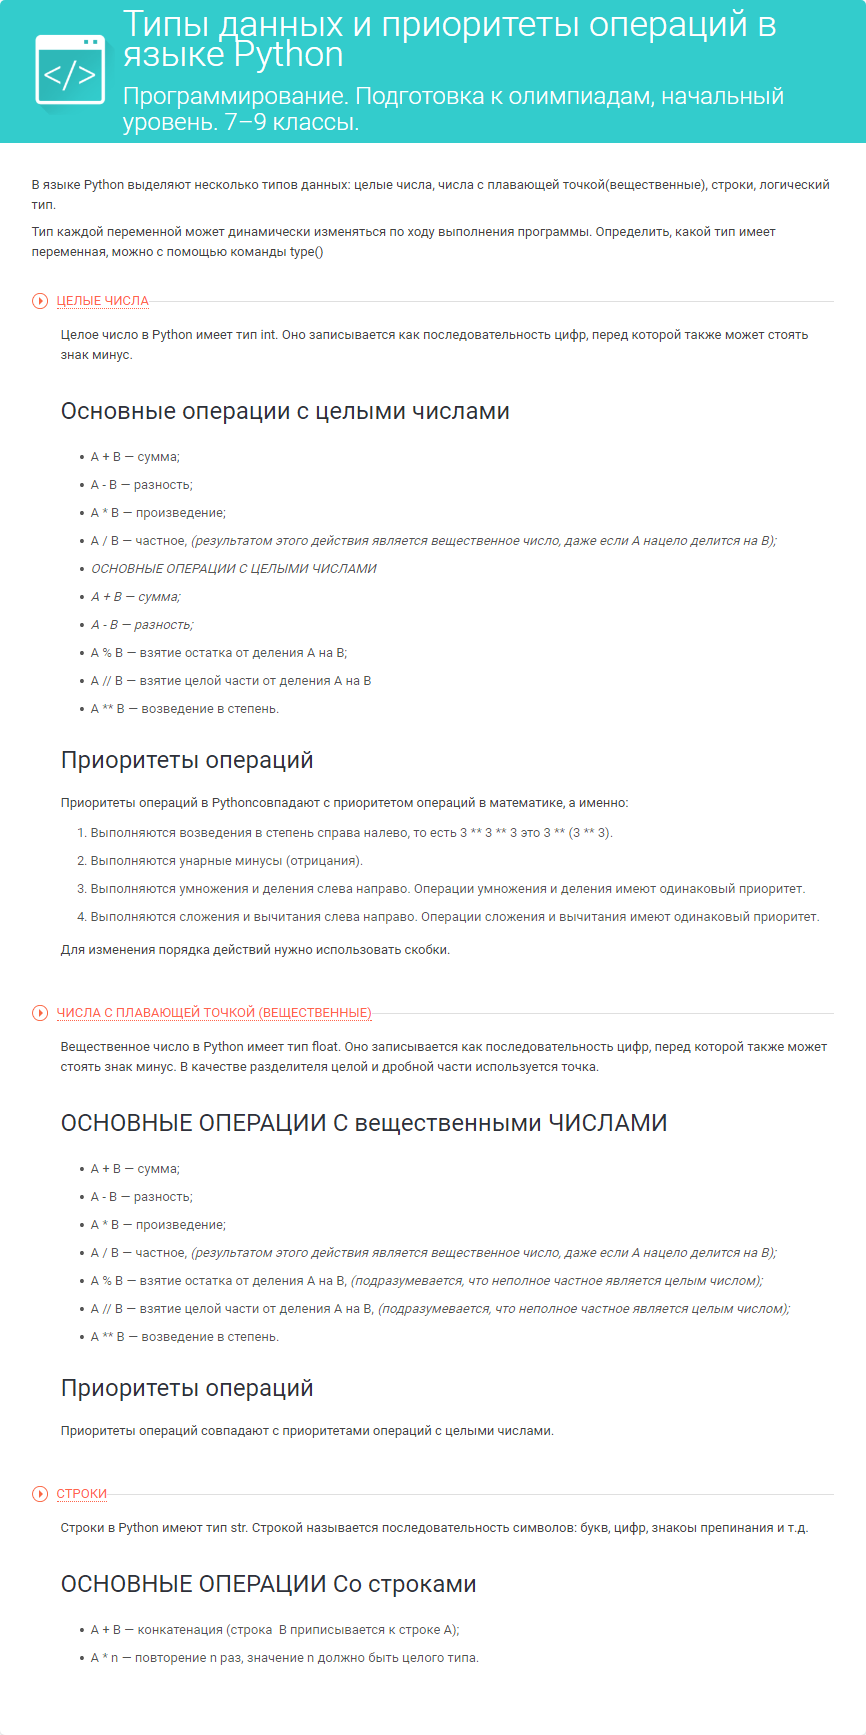 Типы данных и приоритеты операций в
языке Python
</>
Программирование. Подготовка к олимпиадам, начальный
уровень. 7–9 классы.
В языке Python выделяют несколько типов данных: целые числа, числа с плавающей точкой(вещественные), строки, логический
тип.
Тип каждой переменной может динамически изменяться по ходу выполнения программы. Определить, какой тип имеет
переменная, можно с помощью команды type()
ЦЕЛЫЕ ЧИСЛА
Целое число в Python имеет тип int. Оно записывается как последовательность цифр, перед которой также может стоять
знак минус.
Основные операции с целыми числами
• A + B — сумма;
• A - B — разность;
• A * B — произведение;
• A / B — частное, (результатом этого действия является вещественное число, даже если A нацело делится на B);
• ОСНОВНЫЕ ОПЕРАЦИИ С ЦЕЛЫМИ ЧИСЛАМИ
• A + B — сумма;
• A - B — разность;
• A % B — взятие остатка от деления A на B;
• A // B — взятие целой части от деления A на B
• A ** B — возведение в степень.
Приоритеты операций
Приоритеты операций в Pythonсовпадают с приоритетом операций в математике, а именно:
1. Выполняются возведения в степень справа налево, то есть 3 ** 3 ** 3 это 3 ** (3 ** 3).
2. Выполняются унарные минусы (отрицания).
3. Выполняются умножения и деления слева направо. Операции умножения и деления имеют одинаковый приоритет.
4. Выполняются сложения и вычитания слева направо. Операции сложения и вычитания имеют одинаковый приоритет.
Для изменения порядка действий нужно использовать скобки.
ЧИСЛА С ПЛАВАЮЩЕЙ ТОЧКОЙ (ВЕЩЕСТВЕННЫЕ)
Вещественное число в Python имеет тип float. Оно записывается как последовательность цифр, перед которой также может
стоять знак минус. В качестве разделителя целой и дробной части используется точка.
ОСНОВНЫЕ ОПЕРАЦИИ С вещественными ЧИСЛАМИ
• A + B — сумма;
• A - B — разность;
• A * B — произведение;
• A / B — частное, (результатом этого действия является вещественное число, даже если A нацело делится на B);
• A % B — взятие остатка от деления A на B, (подразумевается, что неполное частное является целым числом);
• A // B — взятие целой части от деления A на B, (подразумевается, что неполное частное является целым числом);
• A ** B — возведение в степень.
Приоритеты операций
Приоритеты операций совпадают с приоритетами операций с целыми числами.
СТРОКИ
Строки в Python имеют тип str. Строкой называется последовательность символов: букв, цифр, знакоы препинания и т.д.
ОСНОВНЫЕ ОПЕРАЦИИ Со строками
• A + B — конкатенация (строка  B приписывается к строке A);
• A * n — повторение n раз, значение n должно быть целого типа.